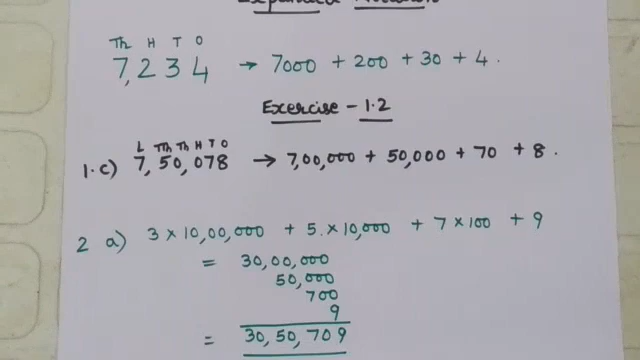 Expanded Notation
Th H T O
7,234 → 7000 + 200 + 30 + 4.
Exercise - 1.2
L TTh Th H T O
1.c) 7,50,078 → 7,00,000 + 50,000 + 70 + 8.
2 a) 3 × 10,00,000 + 5.× 10,000 + 7 × 100 + 9
= 30,00,000
50,000
700
9
= 30,50,709